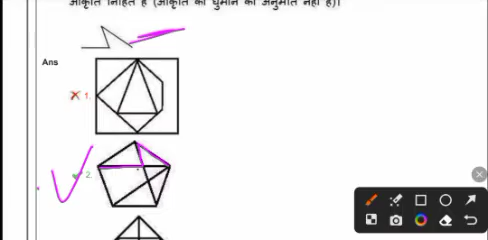 आकृति निहित है (आकृति को घुमाने की अनुमति नहीं है)।
Ans
1.
2.